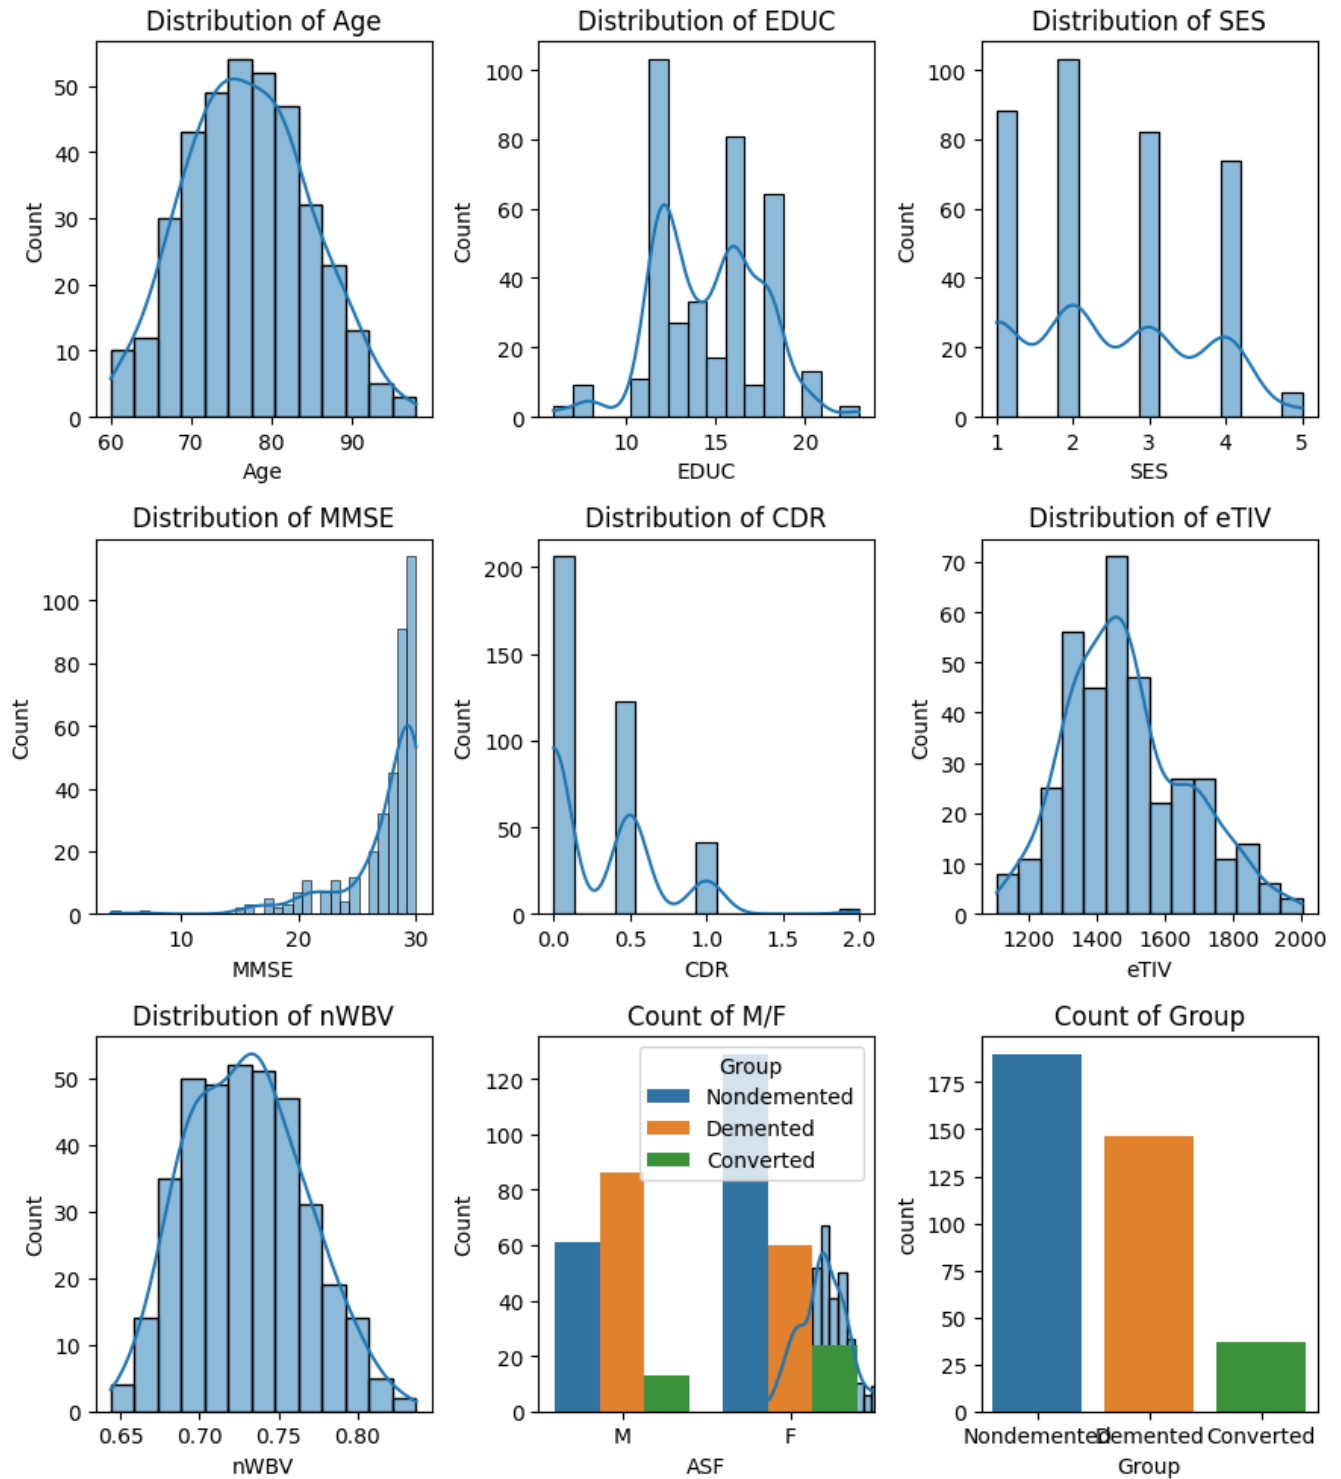 Distribution of Age
Distribution of EDUC
Distribution of SES
50
40
30
20
10
0
Count
60 70 80 90
Age
100
80
60
40
20
0
Count
10 15 20
EDUC
100
80
60
40
20
0
Count
1 2 3 4 5
SES
Distribution of MMSE
Distribution of CDR
Distribution of eTIV
100
80
60
40
20
0
Count
10 20 30
MMSE
200
150
100
50
0
Count
0.0 0.5 1.0 1.5 2.0
CDR
70
60
50
40
30
20
10
0
Count
1200 1400 1600 1800 2000
eTIV
Distribution of nWBV
Count of M/F
Count of Group
50
40
30
20
10
0
Count
0.65 0.70 0.75 0.80
nWBV
120
100
80
60
40
20
0
Count
Group
Nondemented
Demented
Converted
M F
ASF
175
150
125
100
75
50
25
0
count
Nondemented Demented Converted
Group